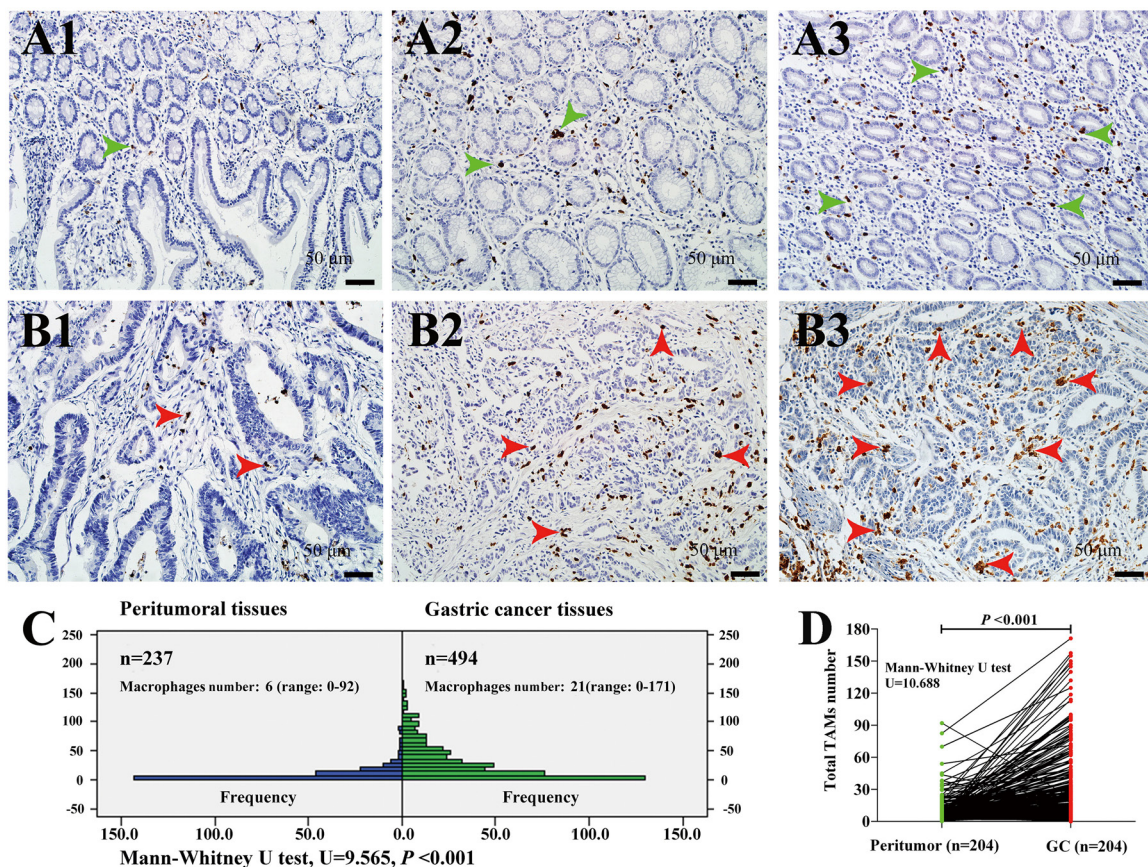 A1
A2
A3
50 μm
50 μm
50 μm
B1
B2
B3
50 μm
50 μm
50 μm
C
Peritumoral tissues
Gastric cancer tissues
250
200
150
100
50
0
-50
n=237
Macrophages number: 6 (range: 0-92)
n=494
Macrophages number: 21(range: 0-171)
250
200
150
100
50
0
-50
Frequency
Frequency
150.0
100.0
50.0
0.0
50.0
100.0
150.0
Mann-Whitney U test, U=9.565, P <0.001
D
P <0.001
Mann-Whitney U test
U=10.688
Total TAMs number
180
150
120
90
60
30
0
Peritumor (n=204)
GC (n=204)